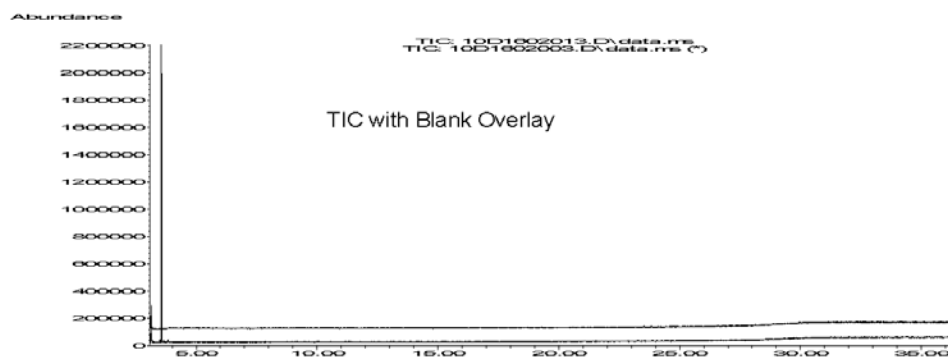 Abundance
TIC: 10D1602013.D\data.ms
TIC: 10D1602003.D\data.ms (*)
TIC with Blank Overlay
2200000
2000000
1800000
1600000
1400000
1200000
1000000
800000
600000
400000
200000
0
5.00 10.00 15.00 20.00 25.00 30.00 35.00